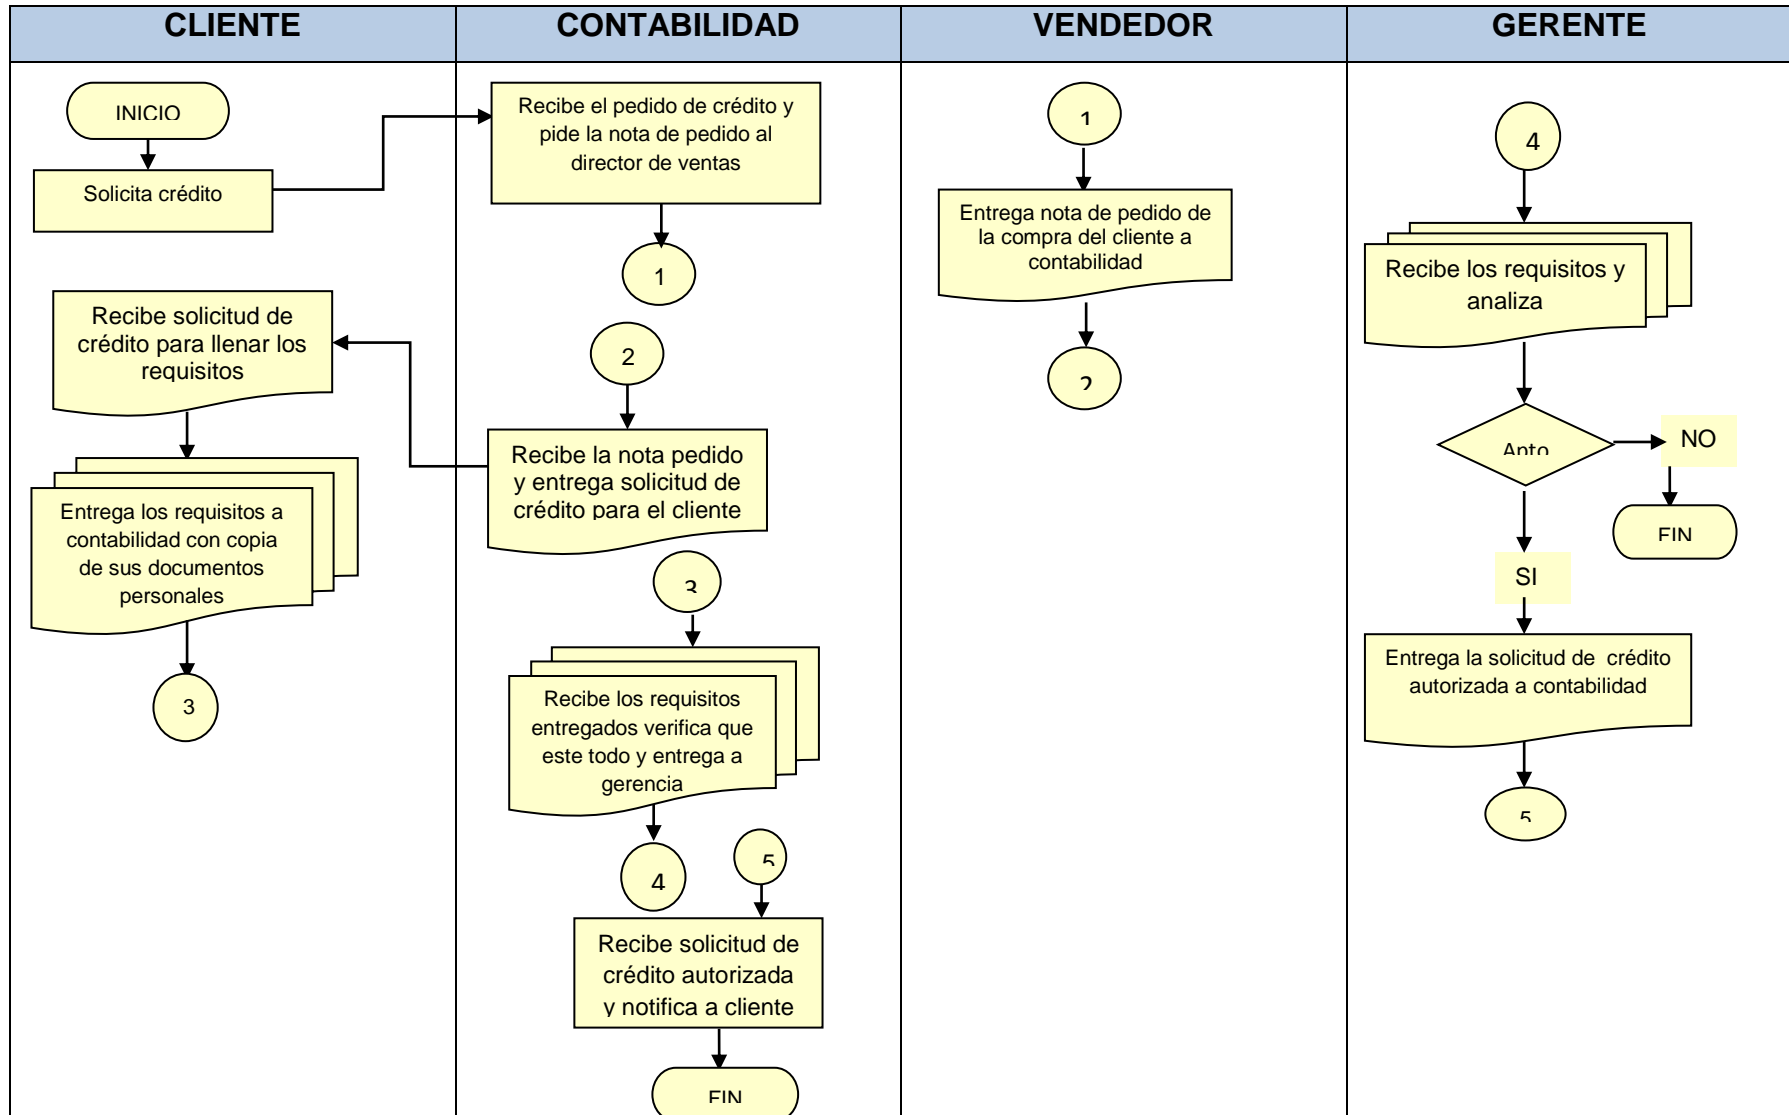 CLIENTE
CONTABILIDAD
VENDEDOR
GERENTE
INICIO
Solicita crédito
Recibe solicitud de
crédito para llenar los
requisitos
Entrega los requisitos a
contabilidad con copia
de sus documentos
personales
3
Recibe el pedido de crédito y
pide la nota de pedido al
director de ventas
1
2
Recibe la nota pedido
y entrega solicitud de
crédito para el cliente
3
Recibe los requisitos
entregados verifica que
este todo y entrega a
gerencia
4
5
Recibe solicitud de
crédito autorizada
y notifica a cliente
FIN
1
Entrega nota de pedido de
la compra del cliente a
contabilidad
2
4
Recibe los requisitos y
analiza
Apto
NO
FIN
SI
Entrega la solicitud de crédito
autorizada a contabilidad
5